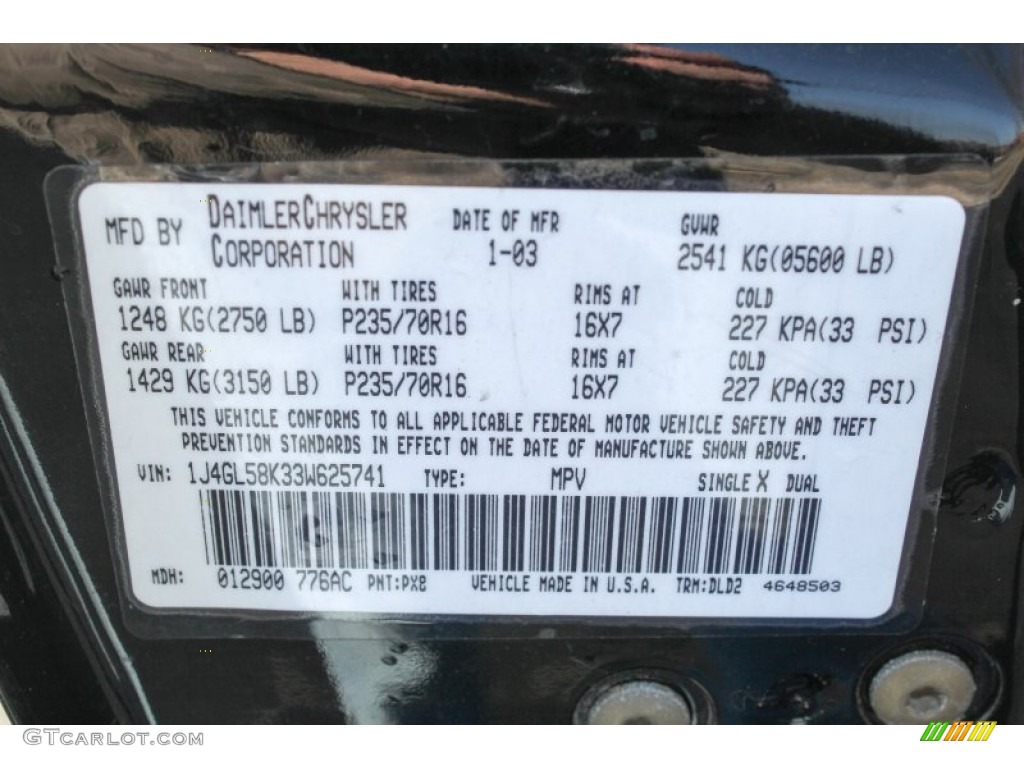 MFD BY DAIMLERCHRYSLER CORPORATION DATE OF MFR 1-03 GVWR 2541 KG(05600 LB)
GAWR FRONT WITH TIRES RIMS AT COLD
1248 KG(2750 LB) P235/70R16 16X7 227 KPA(33 PSI)
GAWR REAR WITH TIRES RIMS AT COLD
1429 KG(3150 LB) P235/70R16 16X7 227 KPA(33 PSI)
THIS VEHICLE CONFORMS TO ALL APPLICABLE FEDERAL MOTOR VEHICLE SAFETY AND THEFT
PREVENTION STANDARDS IN EFFECT ON THE DATE OF MANUFACTURE SHOWN ABOVE.
VIN: 1J4GL58K33W625741 TYPE: MPV SINGLE X DUAL
MDH: 012900 776AC PNT:PX8 VEHICLE MADE IN U.S.A. TRM:DLD2 4648503
GTCARLOT.COM